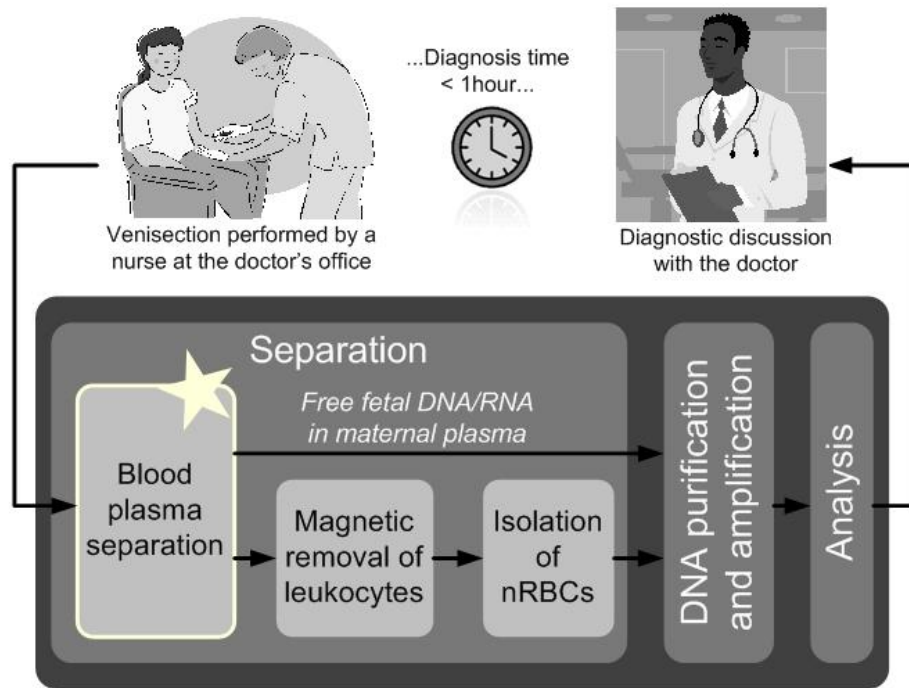 ...Diagnosis time
< 1hour...
Venisection performed by a
nurse at the doctor's office
Diagnostic discussion
with the doctor
Separation
Free fetal DNA/RNA
in maternal plasma
Blood
plasma
separation
Magnetic
removal of
leukocytes
Isolation
of
nRBCs
DNA purification
and amplification
Analysis